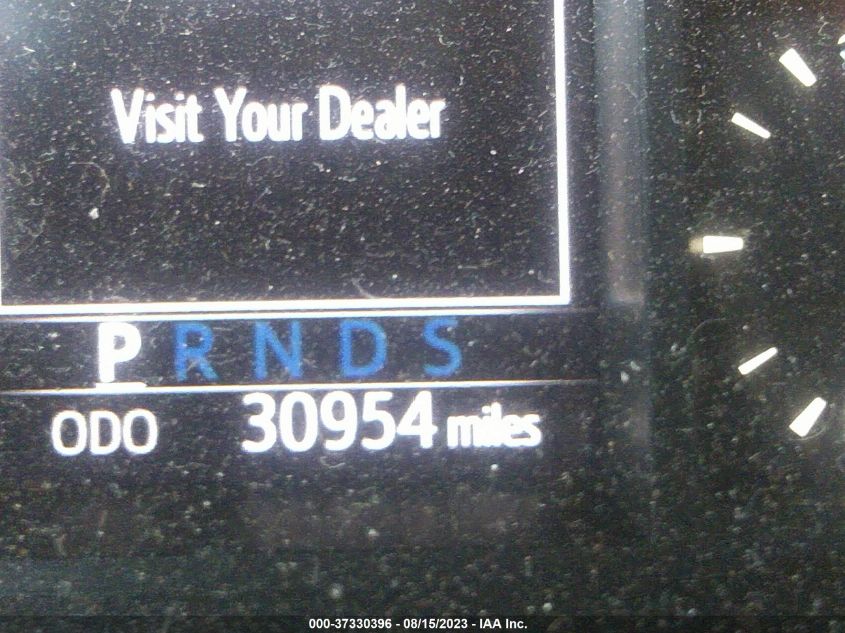 Visit Your Dealer
P R N D S
ODO 30954 miles
000-37330396 - 08/15/2023 - IAA Inc.